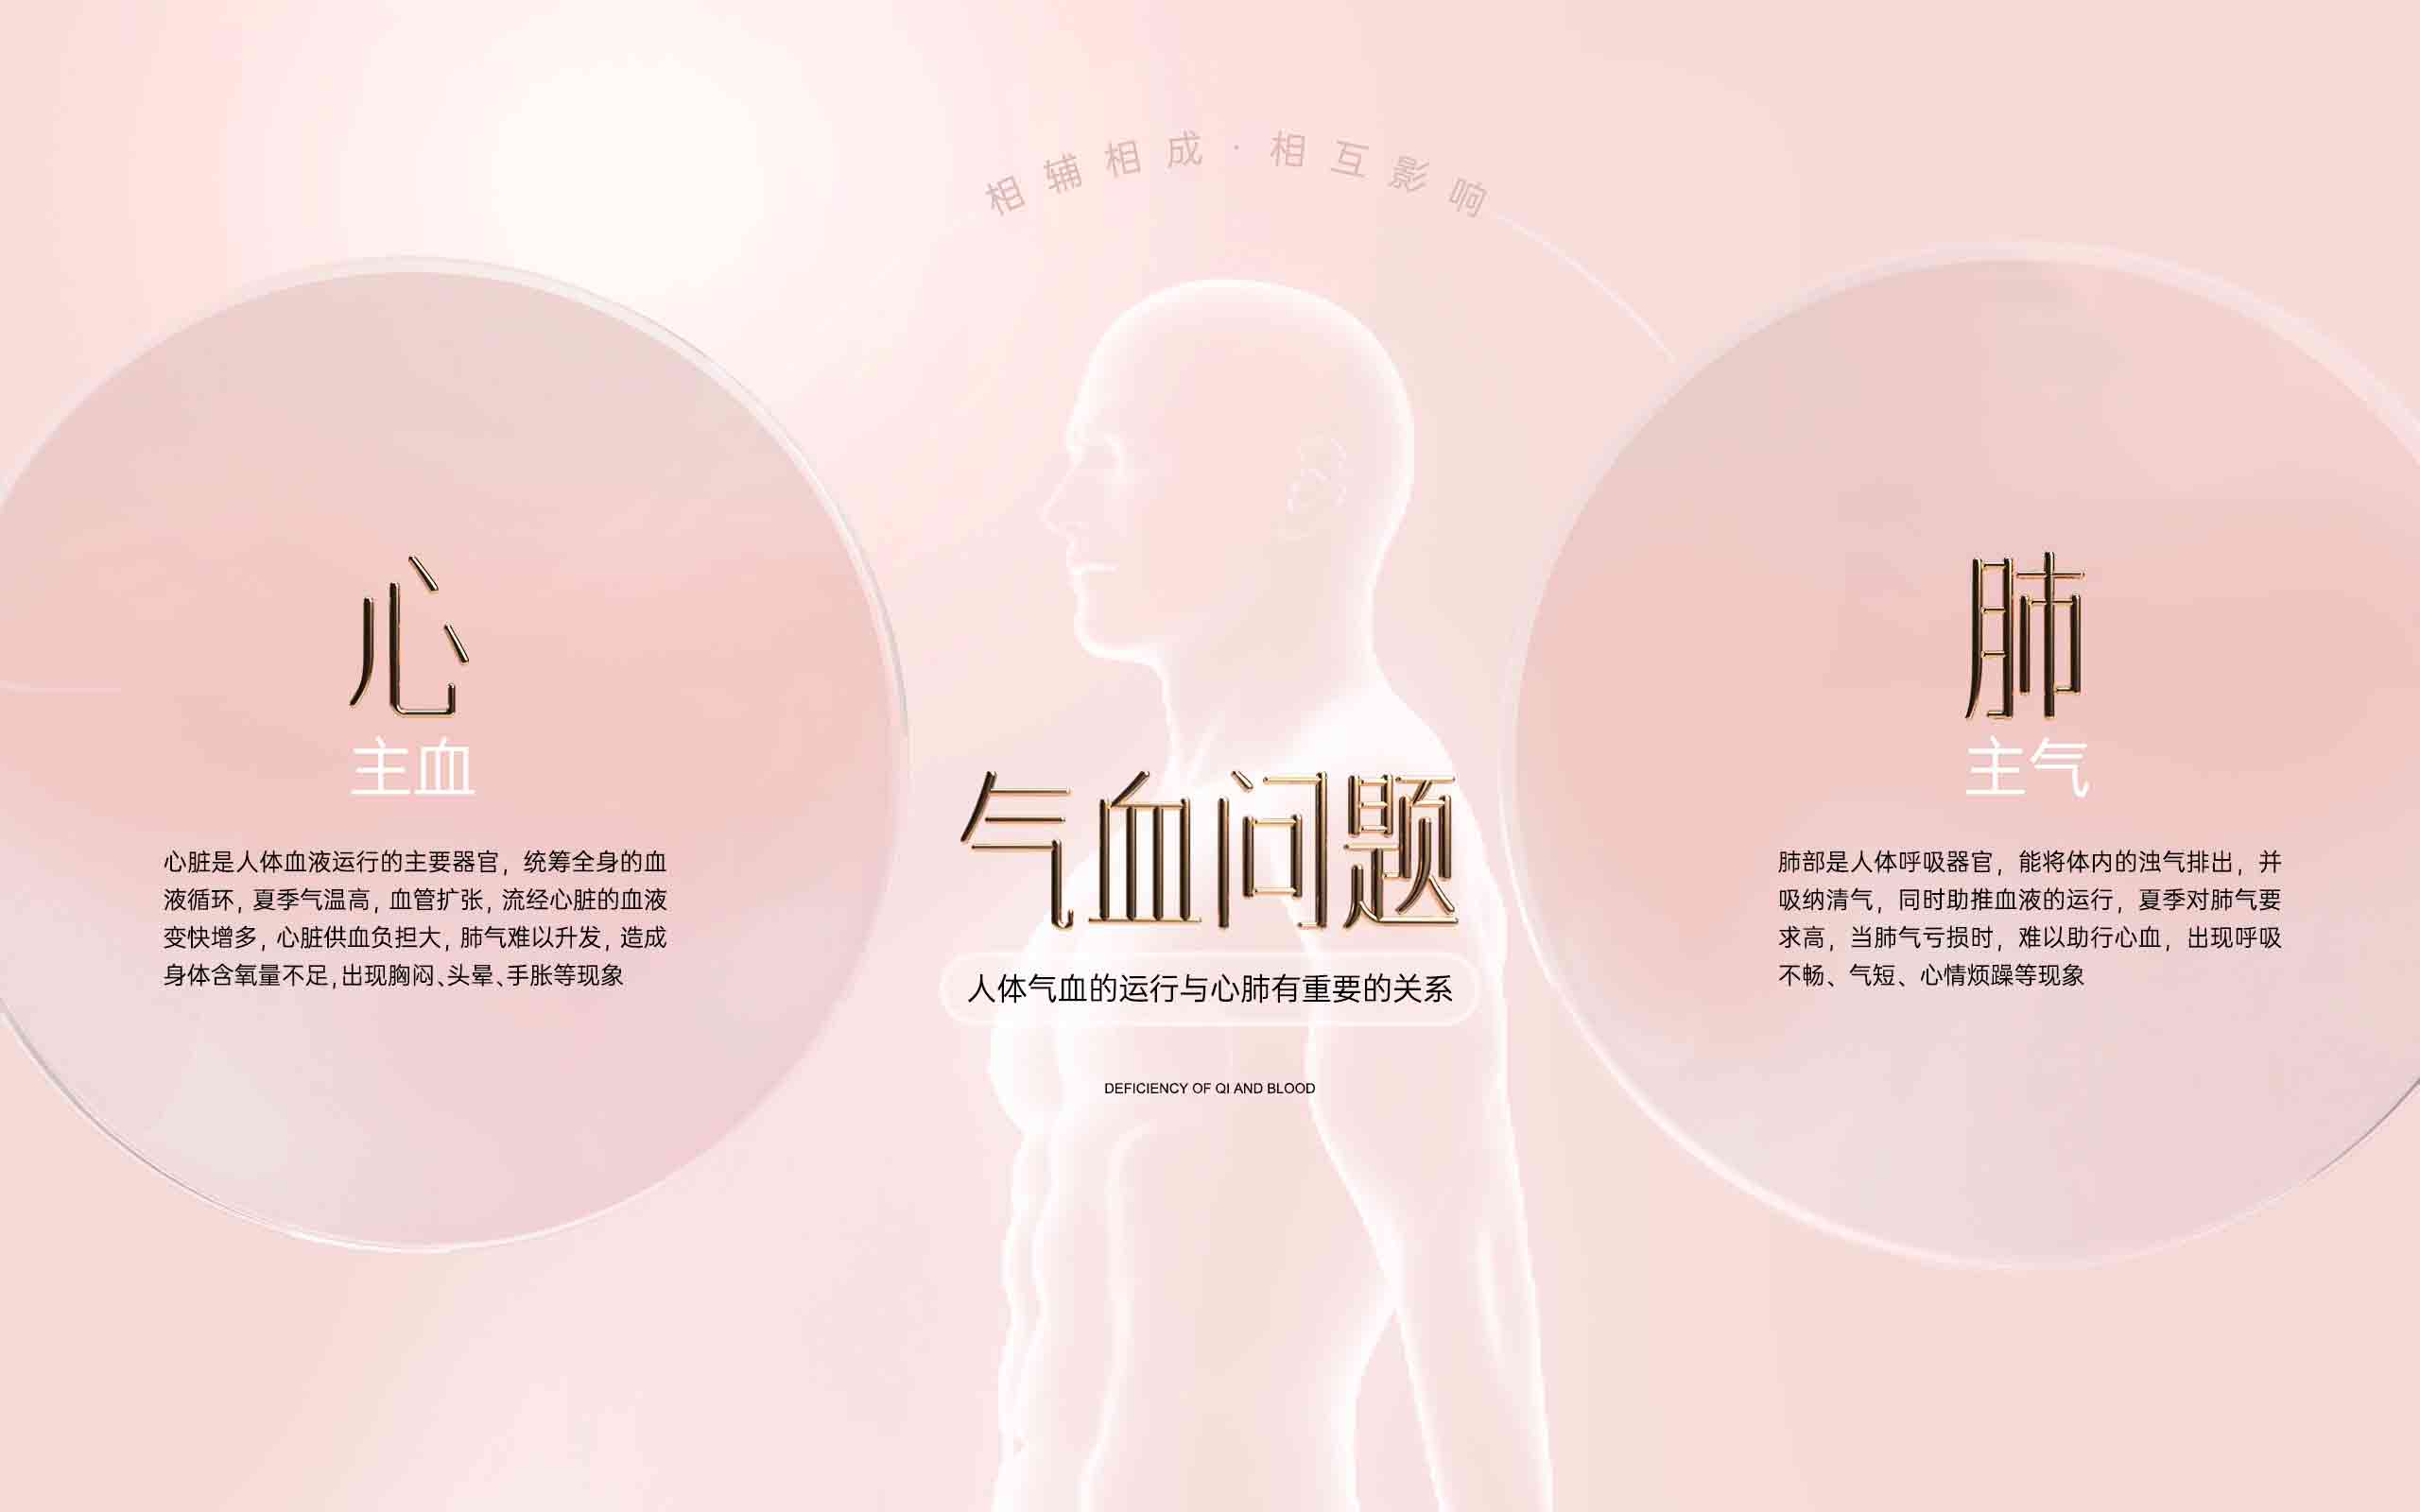 相辅相成·相互影响
心
主血
心脏是人体血液运行的主要器官，统筹全身的血
液循环，夏季气温高，血管扩张，流经心脏的血液
变快增多，心脏供血负担大，肺气难以升发，造成
身体含氧量不足，出现胸闷、头晕、手胀等现象
气血问题
人体气血的运行与心肺有重要的关系
DEFICIENCY OF QI AND BLOOD
肺
主气
肺部是人体呼吸器官，能将体内的浊气排出，并
吸纳清气，同时助推血液的运行，夏季对肺气要
求高，当肺气亏损时，难以助行心血，出现呼吸
不畅、气短、心情烦躁等现象